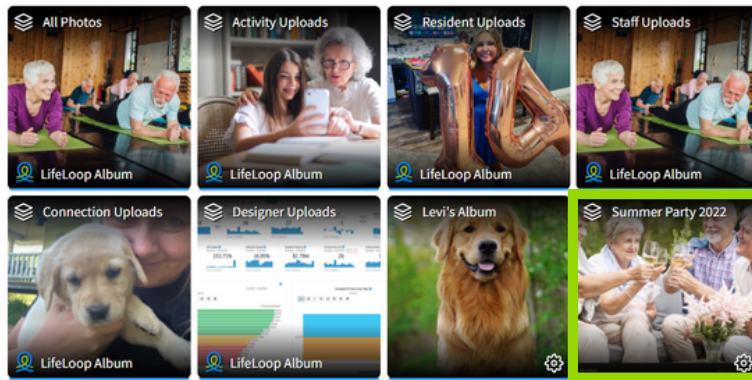 All Photos
Activity Uploads
Resident Uploads
Staff Uploads
LifeLoop Album
LifeLoop Album
LifeLoop Album
LifeLoop Album
Connection Uploads
Designer Uploads
Levi's Album
Summer Party 2022
LifeLoop Album
LifeLoop Album